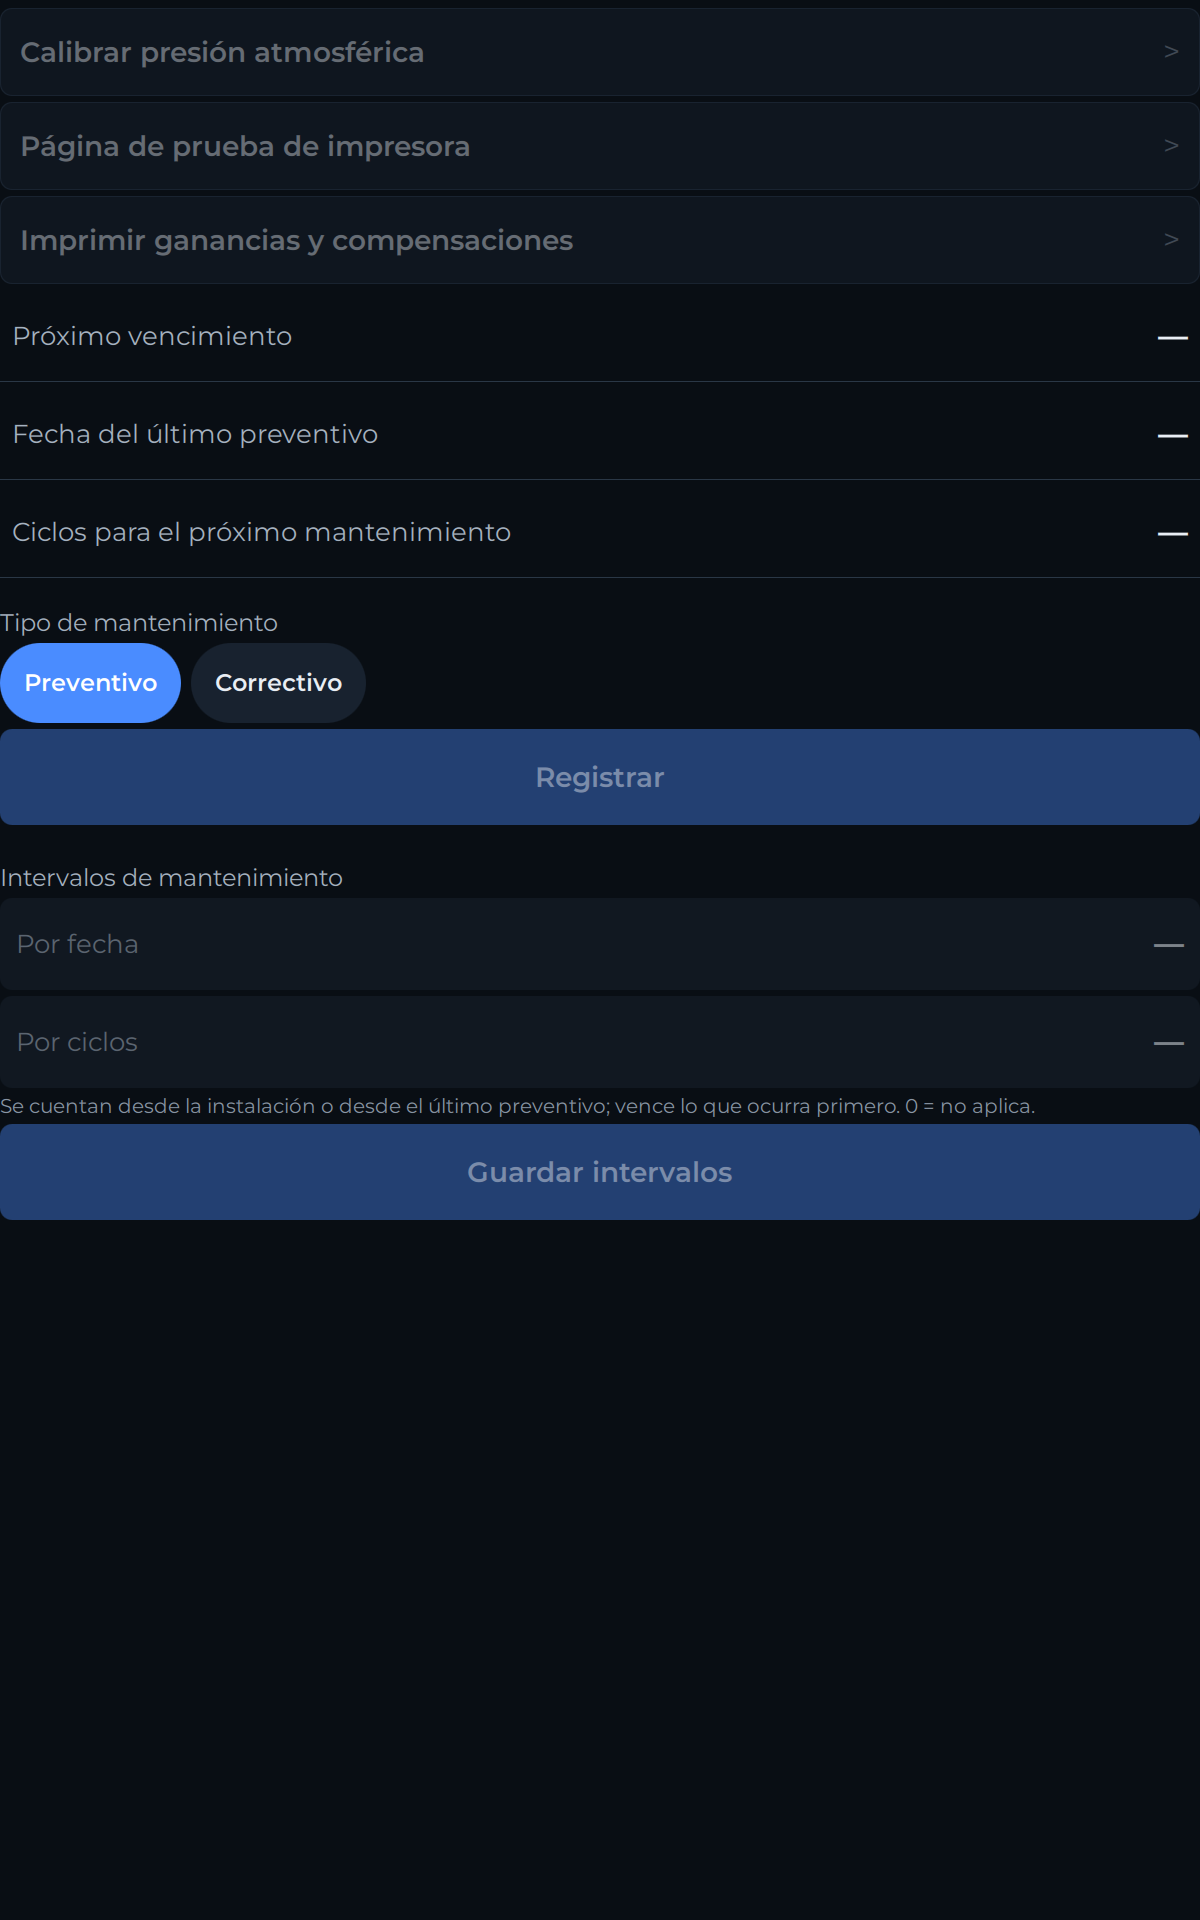 Calibrar presión atmosférica >
Página de prueba de impresora >
Imprimir ganancias y compensaciones >
Próximo vencimiento —
Fecha del último preventivo —
Ciclos para el próximo mantenimiento —
Tipo de mantenimiento
Preventivo Correctivo
Registrar
Intervalos de mantenimiento
Por fecha —
Por ciclos —
Se cuentan desde la instalación o desde el último preventivo; vence lo que ocurra primero. 0 = no aplica.
Guardar intervalos